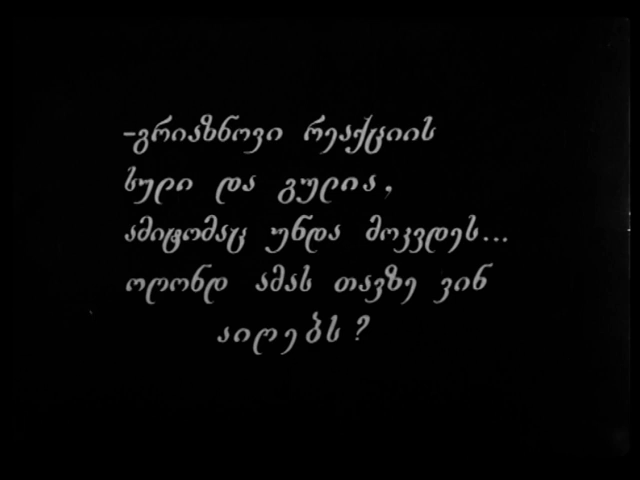 -გრიაზნოვი რეაქციის
სული და გულია,
ამიტომაც უნდა მოკვდეს...
ოღონდ ამას თავზე ვინ
აიღებს?